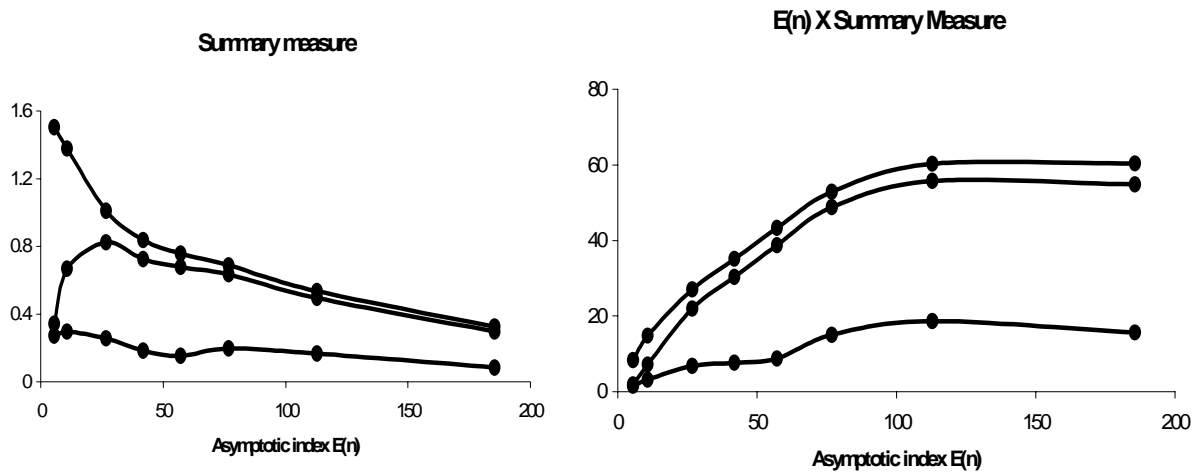 Summary measure
1.6
1.2
0.8
0.4
0
0 50 100 150 200
Asymptotic index E(n)
E(n) X Summary Measure
80
60
40
20
0
0 50 100 150 200
Asymptotic index E(n)